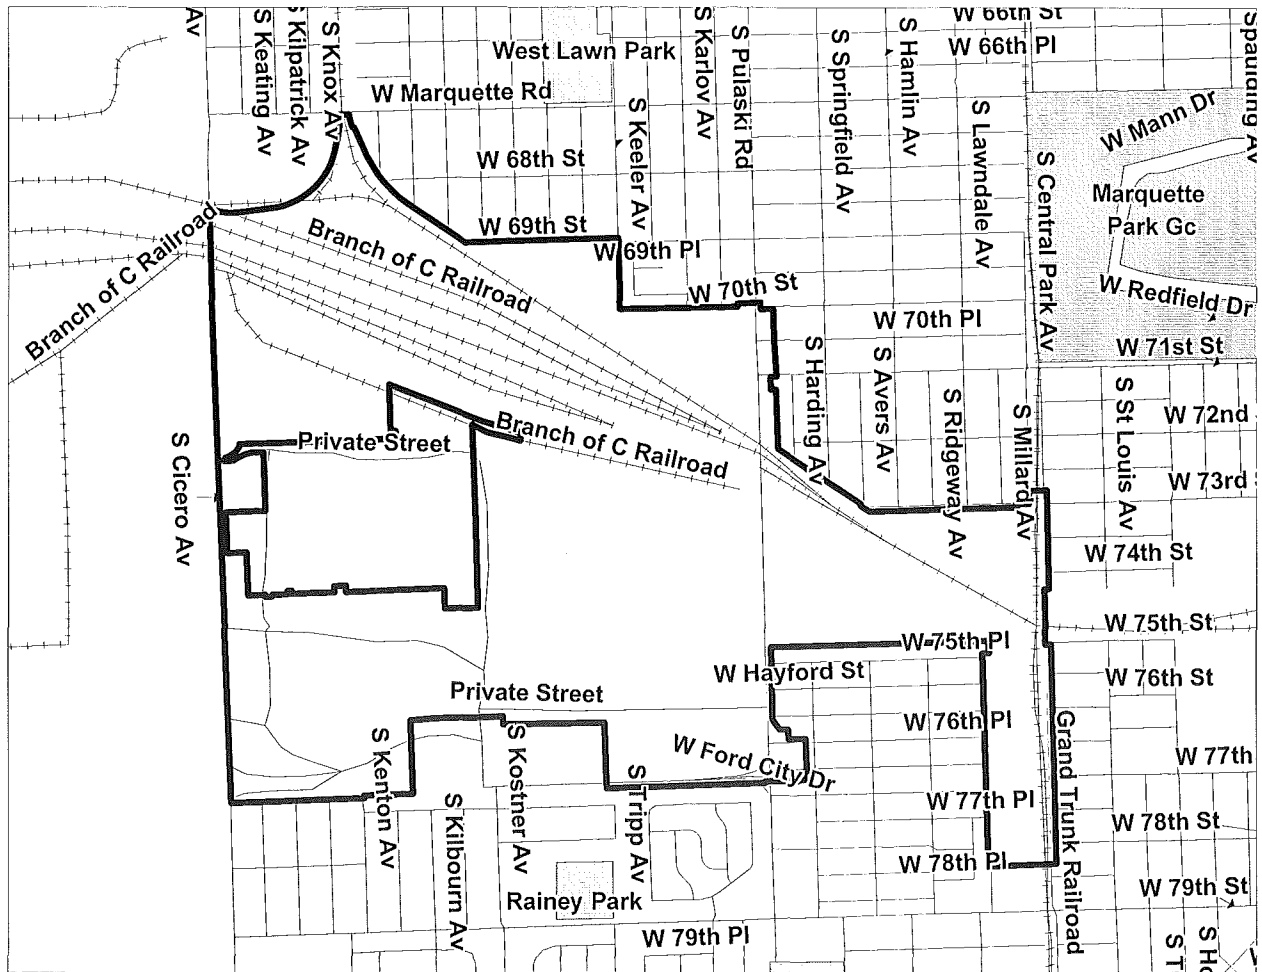 Av
S Keating Av
S Kilpatrick Av
S Knox Av
West Lawn Park
W Marquette Rd
S Karlov Av
S Pulaski Rd
S Springfield Av
S Hamlin Av
W 66th St
W 66th Pl
Spaulding Av
S Keeler Av
S Lawndale Av
W Mann Dr
S Central Park Av
W 68th St
Marquette
Park Gc
W 69th St
W 69th Pl
Branch of C Railroad
Branch of C Railroad
W 70th St
W Redfield Dr
W 70th Pl
W 71st St
S Harding Av
S Avers Av
S Ridgeway Av
S Millard Av
S St Louis Av
W 72nd
Branch of C Railroad
Private Street
S Cicero Av
W 73rd
W 74th St
W 75th St
W 75th Pl
W Hayford St
W 76th St
Private Street
W 76th Pl
Grand Trunk Railroad
S Kenton Av
S Kostner Av
W Ford City Dr
W 77th
S Tripp Av
S Kilbourn Av
W 77th Pl
W 78th St
W 78th Pl
W 79th St
Rainey Park
W 79th Pl